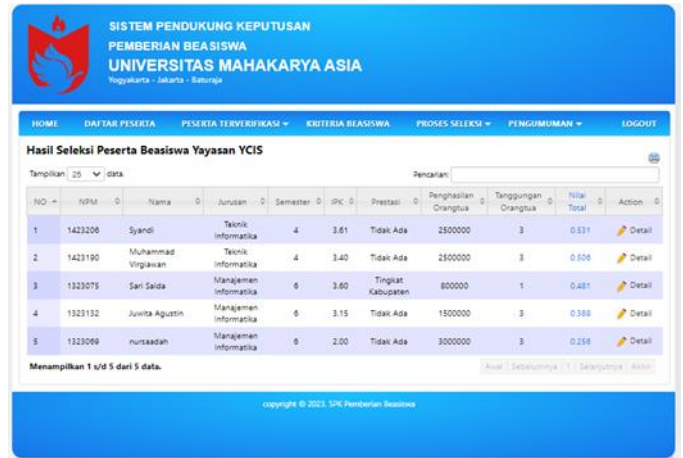 SISTEM PENDUKUNG KEPUTUSAN
PEMBERIAN BEASISWA
UNIVERSITAS MAHAKARYA ASIA
Yogyakarta - Jakarta - Baturaja
HOME DAFTAR PESERTA PESERTA TERVERIFIKASI KRITERIA BEASISWA PROSES SELEKSI PENGUMUMAN LOGOUT
Hasil Seleksi Peserta Beasiswa Yayasan YCIS
Tampilkan 25 data. Pencarian:
NO NPM Nama Jurusan Semester IPK Prestasi Penghasilan Orangtua Tanggungan Orangtua Nilai Total Action
1 1423206 Syandi Teknik Informatika 4 3.61 Tidak Ada 2500000 3 0.531 Detail
2 1423190 Muhammad Virgiawan Teknik Informatika 4 3.40 Tidak Ada 2500000 3 0.506 Detail
3 1323075 Sari Saida Manajemen Informatika 6 3.60 Tingkat Kabupaten 800000 1 0.481 Detail
4 1323132 Juwita Agustin Manajemen Informatika 6 3.15 Tidak Ada 1500000 3 0.388 Detail
5 1323069 nursaadah Manajemen Informatika 6 2.00 Tidak Ada 3000000 3 0.256 Detail
Menampilkan 1 s/d 5 dari 5 data. Awal Sebelumnya 1 Selanjutnya Akhir
copyright © 2023. SPK Pemberian Beasiswa